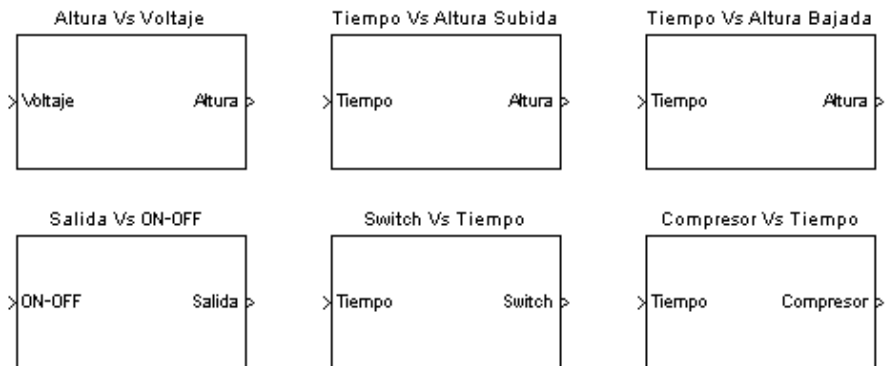 Altura Vs Voltaje
Tiempo Vs Altura Subida
Tiempo Vs Altura Bajada
Voltaje
Altura
Tiempo
Altura
Tiempo
Altura
Salida Vs ON-OFF
Switch Vs Tiempo
Compresor Vs Tiempo
ON-OFF
Salida
Tiempo
Switch
Tiempo
Compresor